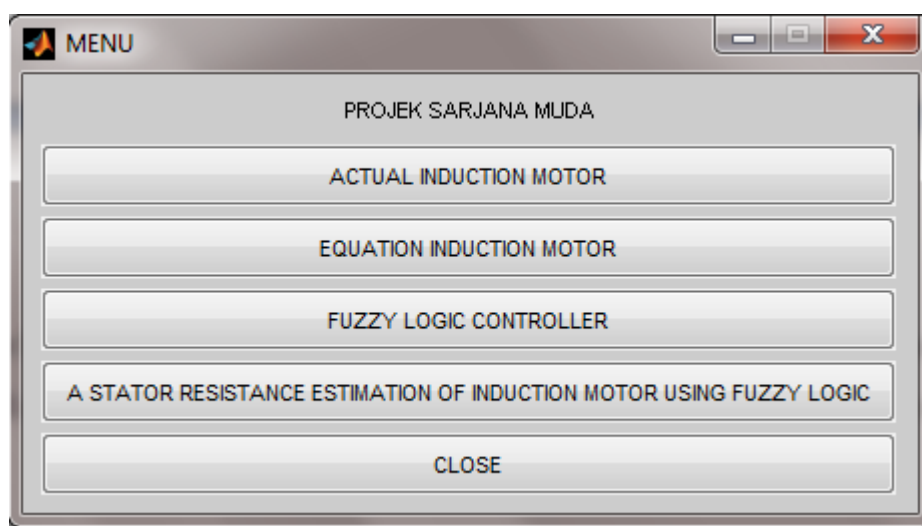 MENU
PROJEK SARJANA MUDA
ACTUAL INDUCTION MOTOR
EQUATION INDUCTION MOTOR
FUZZY LOGIC CONTROLLER
A STATOR RESISTANCE ESTIMATION OF INDUCTION MOTOR USING FUZZY LOGIC
CLOSE